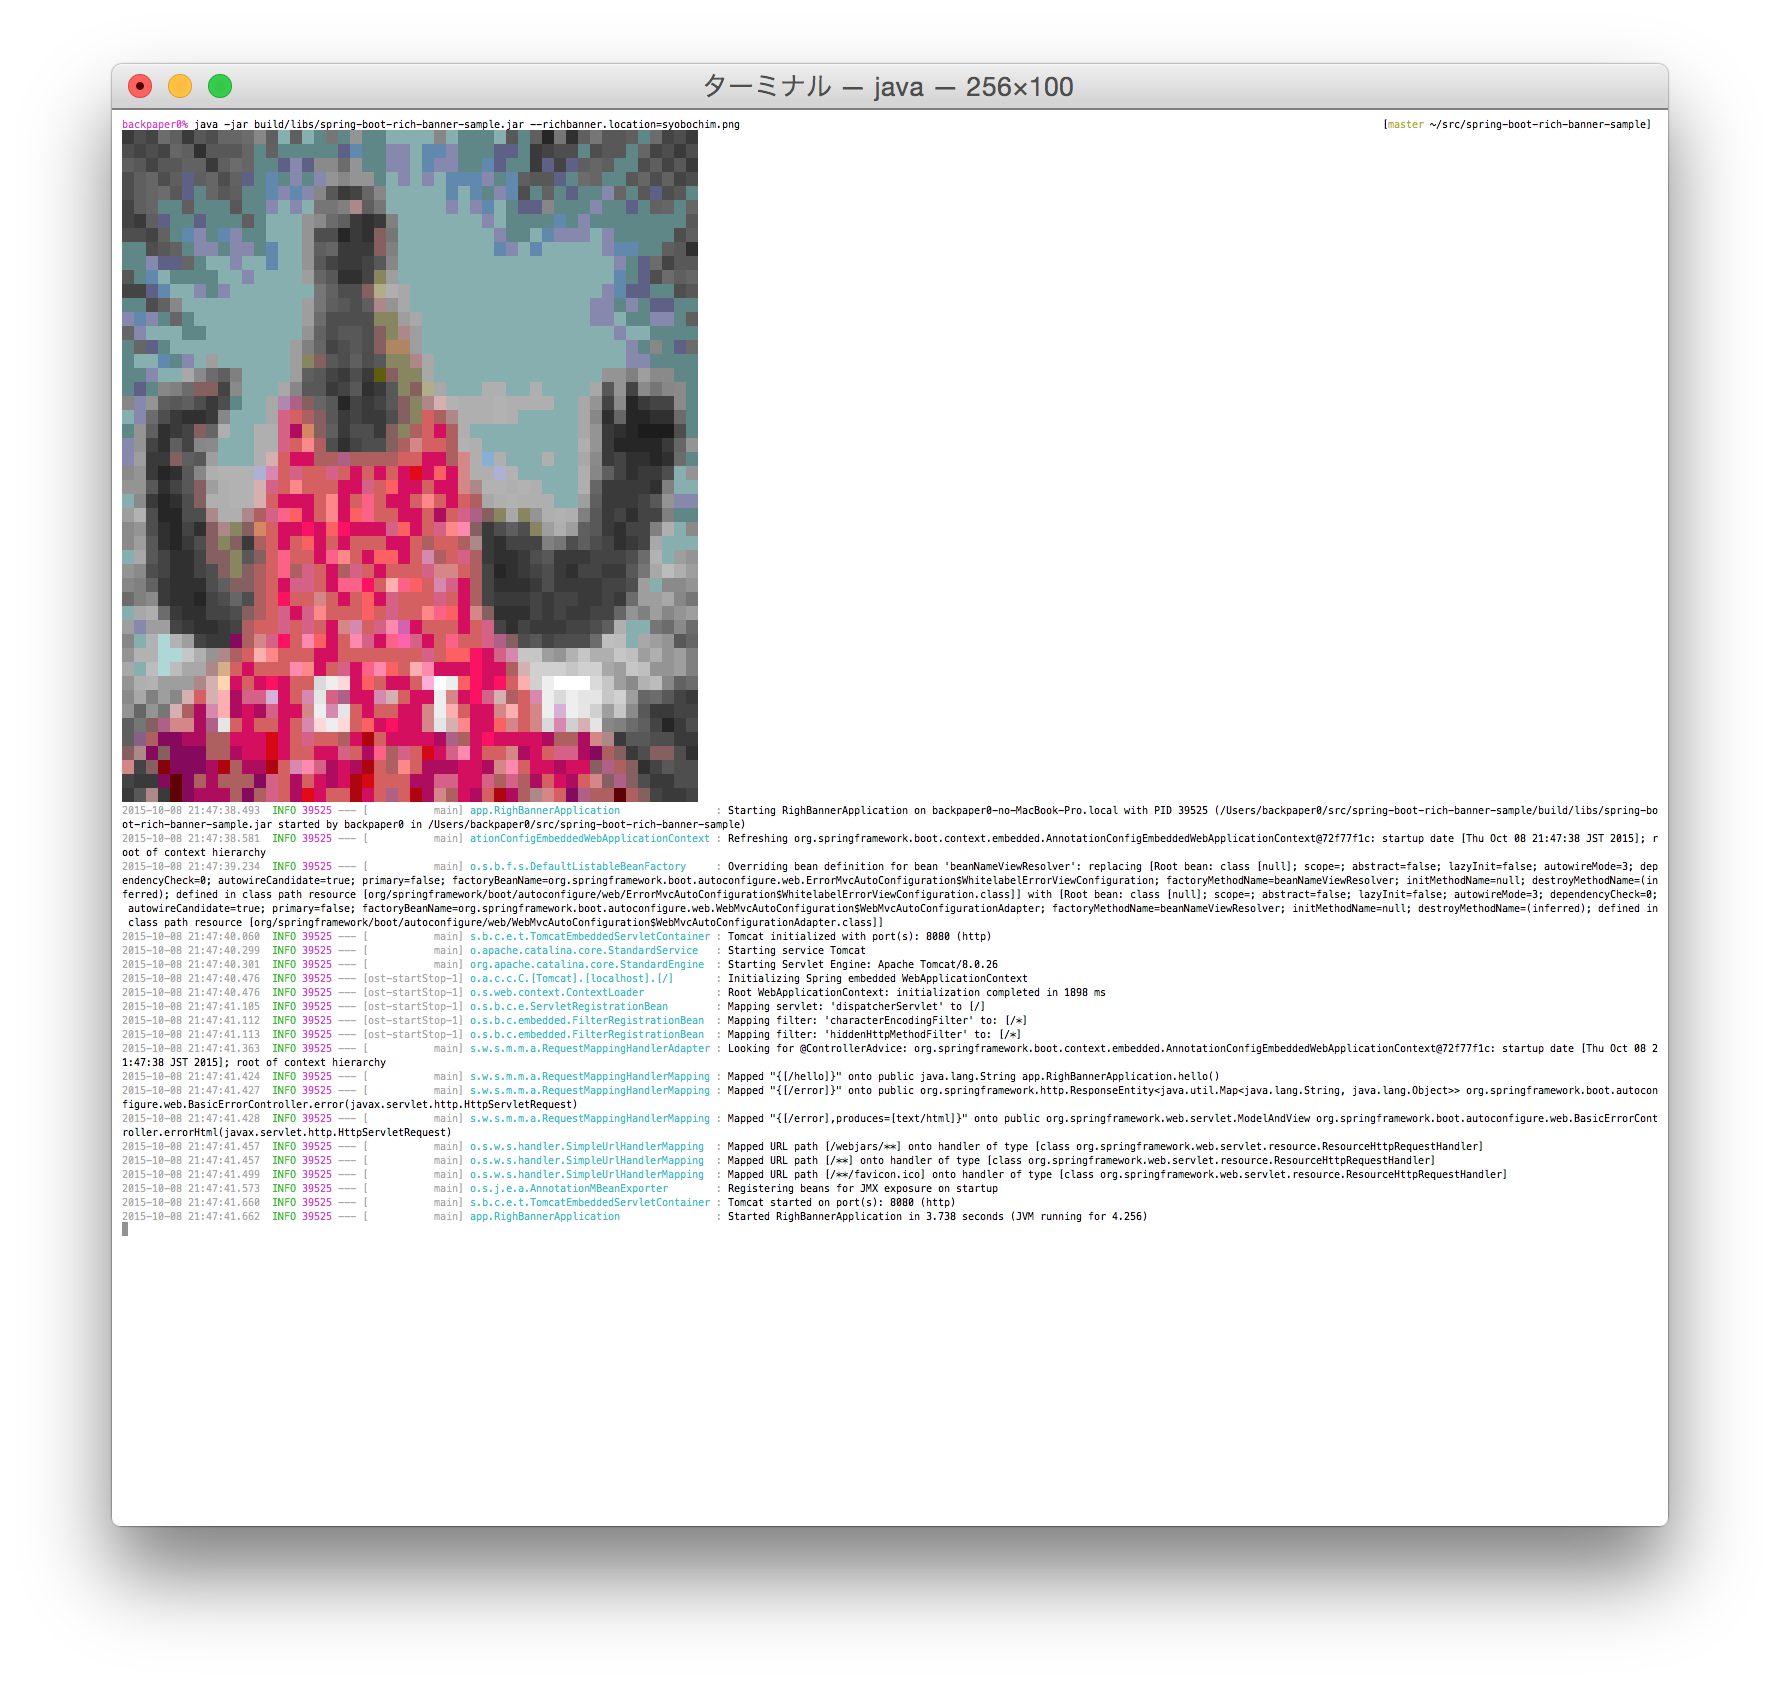 ターミナル — java — 256×100
backpaper0% java -jar build/libs/spring-boot-rich-banner-sample.jar --richbanner.location=syobochim.png [master ~/src/spring-boot-rich-banner-sample]
2015-10-08 21:47:38.493  INFO 39525 --- [           main] app.RighBannerApplication                : Starting RighBannerApplication on backpaper0-no-MacBook-Pro.local with PID 39525 (/Users/backpaper0/src/spring-boot-rich-banner-sample/build/libs/spring-bo
ot-rich-banner-sample.jar started by backpaper0 in /Users/backpaper0/src/spring-boot-rich-banner-sample)
2015-10-08 21:47:38.581  INFO 39525 --- [           main] ationConfigEmbeddedWebApplicationContext : Refreshing org.springframework.boot.context.embedded.AnnotationConfigEmbeddedWebApplicationContext@72f77f1c: startup date [Thu Oct 08 21:47:38 JST 2015]; r
oot of context hierarchy
2015-10-08 21:47:39.234  INFO 39525 --- [           main] o.s.b.f.s.DefaultListableBeanFactory     : Overriding bean definition for bean 'beanNameViewResolver': replacing [Root bean: class [null]; scope=; abstract=false; lazyInit=false; autowireMode=3; dep
endencyCheck=0; autowireCandidate=true; primary=false; factoryBeanName=org.springframework.boot.autoconfigure.web.ErrorMvcAutoConfiguration$WhitelabelErrorViewConfiguration; factoryMethodName=beanNameViewResolver; initMethodName=null; destroyMethodName=(in
ferred); defined in class path resource [org/springframework/boot/autoconfigure/web/ErrorMvcAutoConfiguration$WhitelabelErrorViewConfiguration.class]] with [Root bean: class [null]; scope=; abstract=false; lazyInit=false; autowireMode=3; dependencyCheck=0;
 autowireCandidate=true; primary=false; factoryBeanName=org.springframework.boot.autoconfigure.web.WebMvcAutoConfiguration$WebMvcAutoConfigurationAdapter; factoryMethodName=beanNameViewResolver; initMethodName=null; destroyMethodName=(inferred); defined in
 class path resource [org/springframework/boot/autoconfigure/web/WebMvcAutoConfiguration$WebMvcAutoConfigurationAdapter.class]]
2015-10-08 21:47:40.060  INFO 39525 --- [           main] s.b.c.e.t.TomcatEmbeddedServletContainer : Tomcat initialized with port(s): 8080 (http)
2015-10-08 21:47:40.299  INFO 39525 --- [           main] o.apache.catalina.core.StandardService   : Starting service Tomcat
2015-10-08 21:47:40.301  INFO 39525 --- [           main] org.apache.catalina.core.StandardEngine  : Starting Servlet Engine: Apache Tomcat/8.0.26
2015-10-08 21:47:40.476  INFO 39525 --- [ost-startStop-1] o.a.c.c.C.[Tomcat].[localhost].[/]       : Initializing Spring embedded WebApplicationContext
2015-10-08 21:47:40.476  INFO 39525 --- [ost-startStop-1] o.s.web.context.ContextLoader            : Root WebApplicationContext: initialization completed in 1898 ms
2015-10-08 21:47:41.105  INFO 39525 --- [ost-startStop-1] o.s.b.c.e.ServletRegistrationBean        : Mapping servlet: 'dispatcherServlet' to [/]
2015-10-08 21:47:41.112  INFO 39525 --- [ost-startStop-1] o.s.b.c.embedded.FilterRegistrationBean  : Mapping filter: 'characterEncodingFilter' to: [/*]
2015-10-08 21:47:41.113  INFO 39525 --- [ost-startStop-1] o.s.b.c.embedded.FilterRegistrationBean  : Mapping filter: 'hiddenHttpMethodFilter' to: [/*]
2015-10-08 21:47:41.363  INFO 39525 --- [           main] s.w.s.m.m.a.RequestMappingHandlerAdapter : Looking for @ControllerAdvice: org.springframework.boot.context.embedded.AnnotationConfigEmbeddedWebApplicationContext@72f77f1c: startup date [Thu Oct 08 2
1:47:38 JST 2015]; root of context hierarchy
2015-10-08 21:47:41.424  INFO 39525 --- [           main] s.w.s.m.m.a.RequestMappingHandlerMapping : Mapped "{[/hello]}" onto public java.lang.String app.RighBannerApplication.hello()
2015-10-08 21:47:41.427  INFO 39525 --- [           main] s.w.s.m.m.a.RequestMappingHandlerMapping : Mapped "{[/error]}" onto public org.springframework.http.ResponseEntity<java.util.Map<java.lang.String, java.lang.Object>> org.springframework.boot.autocon
figure.web.BasicErrorController.error(javax.servlet.http.HttpServletRequest)
2015-10-08 21:47:41.428  INFO 39525 --- [           main] s.w.s.m.m.a.RequestMappingHandlerMapping : Mapped "{[/error],produces=[text/html]}" onto public org.springframework.web.servlet.ModelAndView org.springframework.boot.autoconfigure.web.BasicErrorCont
roller.errorHtml(javax.servlet.http.HttpServletRequest)
2015-10-08 21:47:41.457  INFO 39525 --- [           main] o.s.w.s.handler.SimpleUrlHandlerMapping  : Mapped URL path [/webjars/**] onto handler of type [class org.springframework.web.servlet.resource.ResourceHttpRequestHandler]
2015-10-08 21:47:41.457  INFO 39525 --- [           main] o.s.w.s.handler.SimpleUrlHandlerMapping  : Mapped URL path [/**] onto handler of type [class org.springframework.web.servlet.resource.ResourceHttpRequestHandler]
2015-10-08 21:47:41.499  INFO 39525 --- [           main] o.s.w.s.handler.SimpleUrlHandlerMapping  : Mapped URL path [/**/favicon.ico] onto handler of type [class org.springframework.web.servlet.resource.ResourceHttpRequestHandler]
2015-10-08 21:47:41.573  INFO 39525 --- [           main] o.s.j.e.a.AnnotationMBeanExporter        : Registering beans for JMX exposure on startup
2015-10-08 21:47:41.660  INFO 39525 --- [           main] s.b.c.e.t.TomcatEmbeddedServletContainer : Tomcat started on port(s): 8080 (http)
2015-10-08 21:47:41.662  INFO 39525 --- [           main] app.RighBannerApplication                : Started RighBannerApplication in 3.738 seconds (JVM running for 4.256)